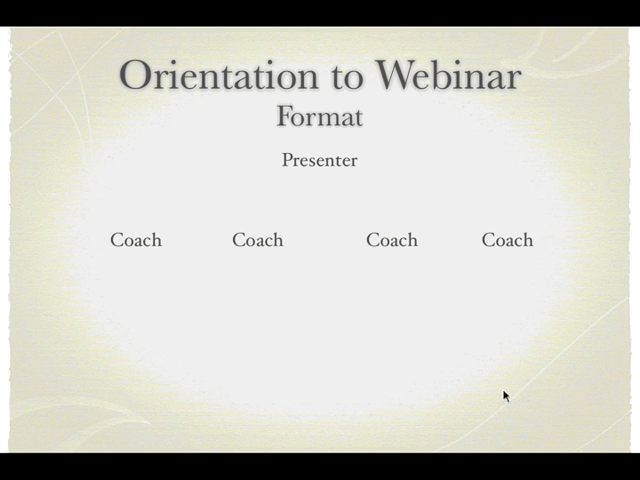 Orientation to Webinar
Format
Presenter
Coach Coach Coach Coach